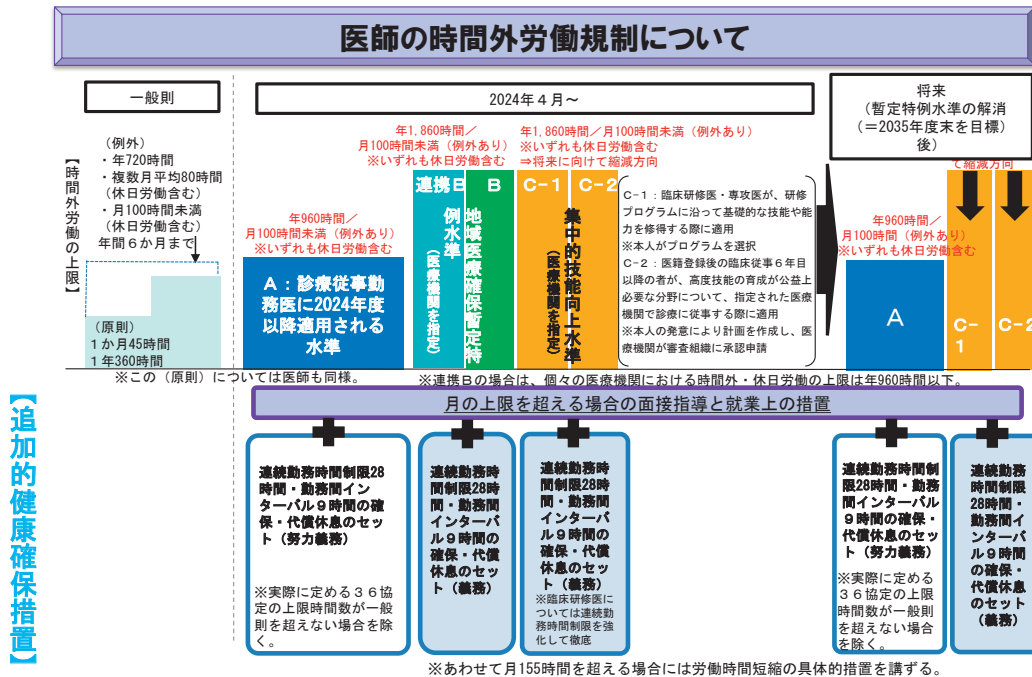 医師の時間外労働規制について
一般則
2024年4月～
将来
（暫定特例水準の解消
（＝2035年度末を目標）
後）
【時間外労働の上限】
（例外）
・年720時間
・複数月平均80時間
（休日労働含む）
・月100時間未満
（休日労働含む）
年間６か月まで
（原則）
１か月45時間
１年360時間
※この（原則）については医師も同様。
年960時間／
月100時間未満（例外あり）
※いずれも休日労働含む
Ａ：診療従事勤
務医に2024年度
以降適用される
水準
年1,860時間／
月100時間未満（例外あり）
※いずれも休日労働含む
連携Ｂ
Ｂ
地域医療確保暫定特
例水準
（医療機関を指定）
年1,860時間／月100時間未満（例外あり）
※いずれも休日労働含む
⇒将来に向けて縮減方向
Ｃ-１
Ｃ-２
集中的技能向上水準
（医療機関を指定）
Ｃ-１：臨床研修医・専攻医が、研修
プログラムに沿って基礎的な技能や能
力を修得する際に適用
※本人がプログラムを選択
Ｃ-２：医籍登録後の臨床従事６年目
以降の者が、高度技能の育成が公益上
必要な分野について、指定された医療
機関で診療に従事する際に適用
※本人の発意により計画を作成し、医
療機関が審査組織に承認申請
※連携Ｂの場合は、個々の医療機関における時間外・休日労働の上限は年960時間以下。
年960時間／
月100時間（例外あり）
※いずれも休日労働含む
Ａ
て縮減方向
Ｃ-
１
Ｃ-２
【追加的健康確保措置】
月の上限を超える場合の面接指導と就業上の措置
連続勤務時間制限28
時間・勤務間イン
ターバル９時間の確
保・代償休息のセッ
ト（努力義務）
※実際に定める３６協
定の上限時間数が一般
則を超えない場合を除
く。
連続勤務時
間制限28時
間・勤務間
インターバ
ル９時間の
確保・代償
休息のセッ
ト（義務）
連続勤務時
間制限28時
間・勤務間
インターバ
ル９時間の
確保・代償
休息のセッ
ト（義務）
※臨床研修医に
ついては連続勤
務時間制限を強
化して徹底
連続勤務時間制
限28時間・勤務
間インターバル
９時間の確保・
代償休息のセッ
ト（努力義務）
※実際に定める
３６協定の上限
時間数が一般
則を超えない
場合を除く。
連続勤務
時間制限
28時間・
勤務間イ
ンターバ
ル９時間
の確保・代
償休息の
セット
（義務）
※あわせて月155時間を超える場合には労働時間短縮の具体的措置を講ずる。